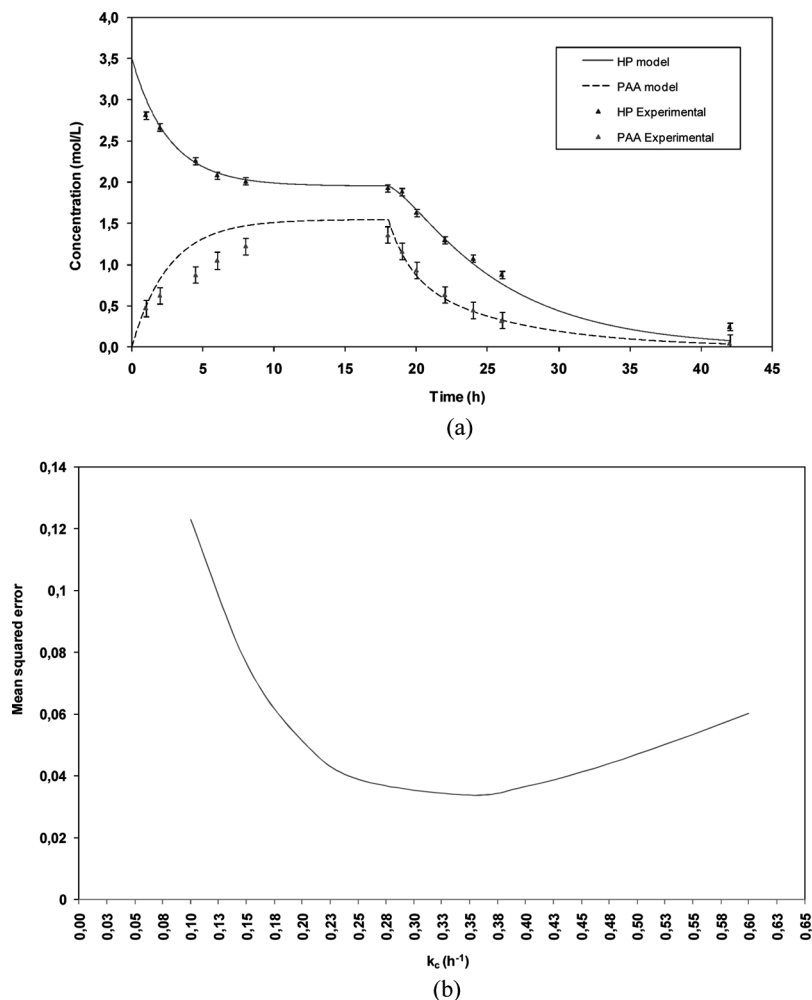 4,0
3,5
3,0
2,5
2,0
1,5
1,0
0,5
0,0
Concentration (mol/L)
HP model
PAA model
HP Experimental
PAA Experimental
0 5 10 15 20 25 30 35 40 45
Time (h)
(a)
0,14
0,12
0,1
0,08
0,06
0,04
0,02
0
Mean squared error
0,00 0,03 0,05 0,08 0,10 0,13 0,15 0,18 0,20 0,23 0,25 0,28 0,30 0,33 0,35 0,38 0,40 0,43 0,45 0,48 0,50 0,53 0,55 0,58 0,60 0,63 0,65
kc (h-1)
(b)